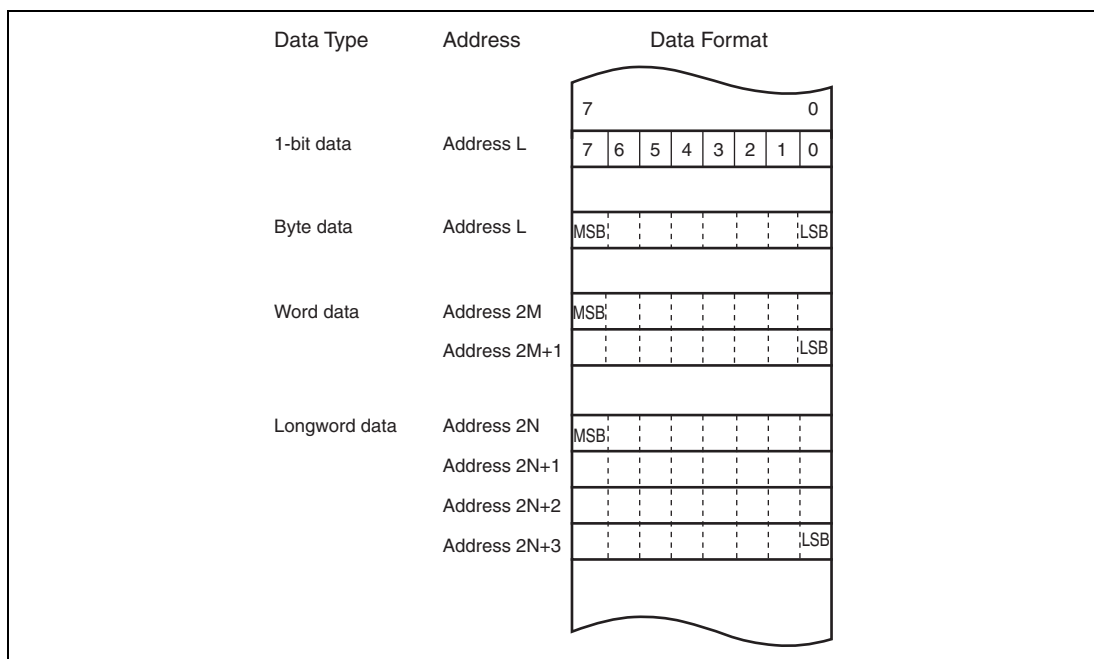 Data Type Address Data Format
7 0
1-bit data Address L 7 6 5 4 3 2 1 0
Byte data Address L MSB LSB
Word data Address 2M MSB
Address 2M+1 LSB
Longword data Address 2N MSB
Address 2N+1
Address 2N+2
Address 2N+3 LSB